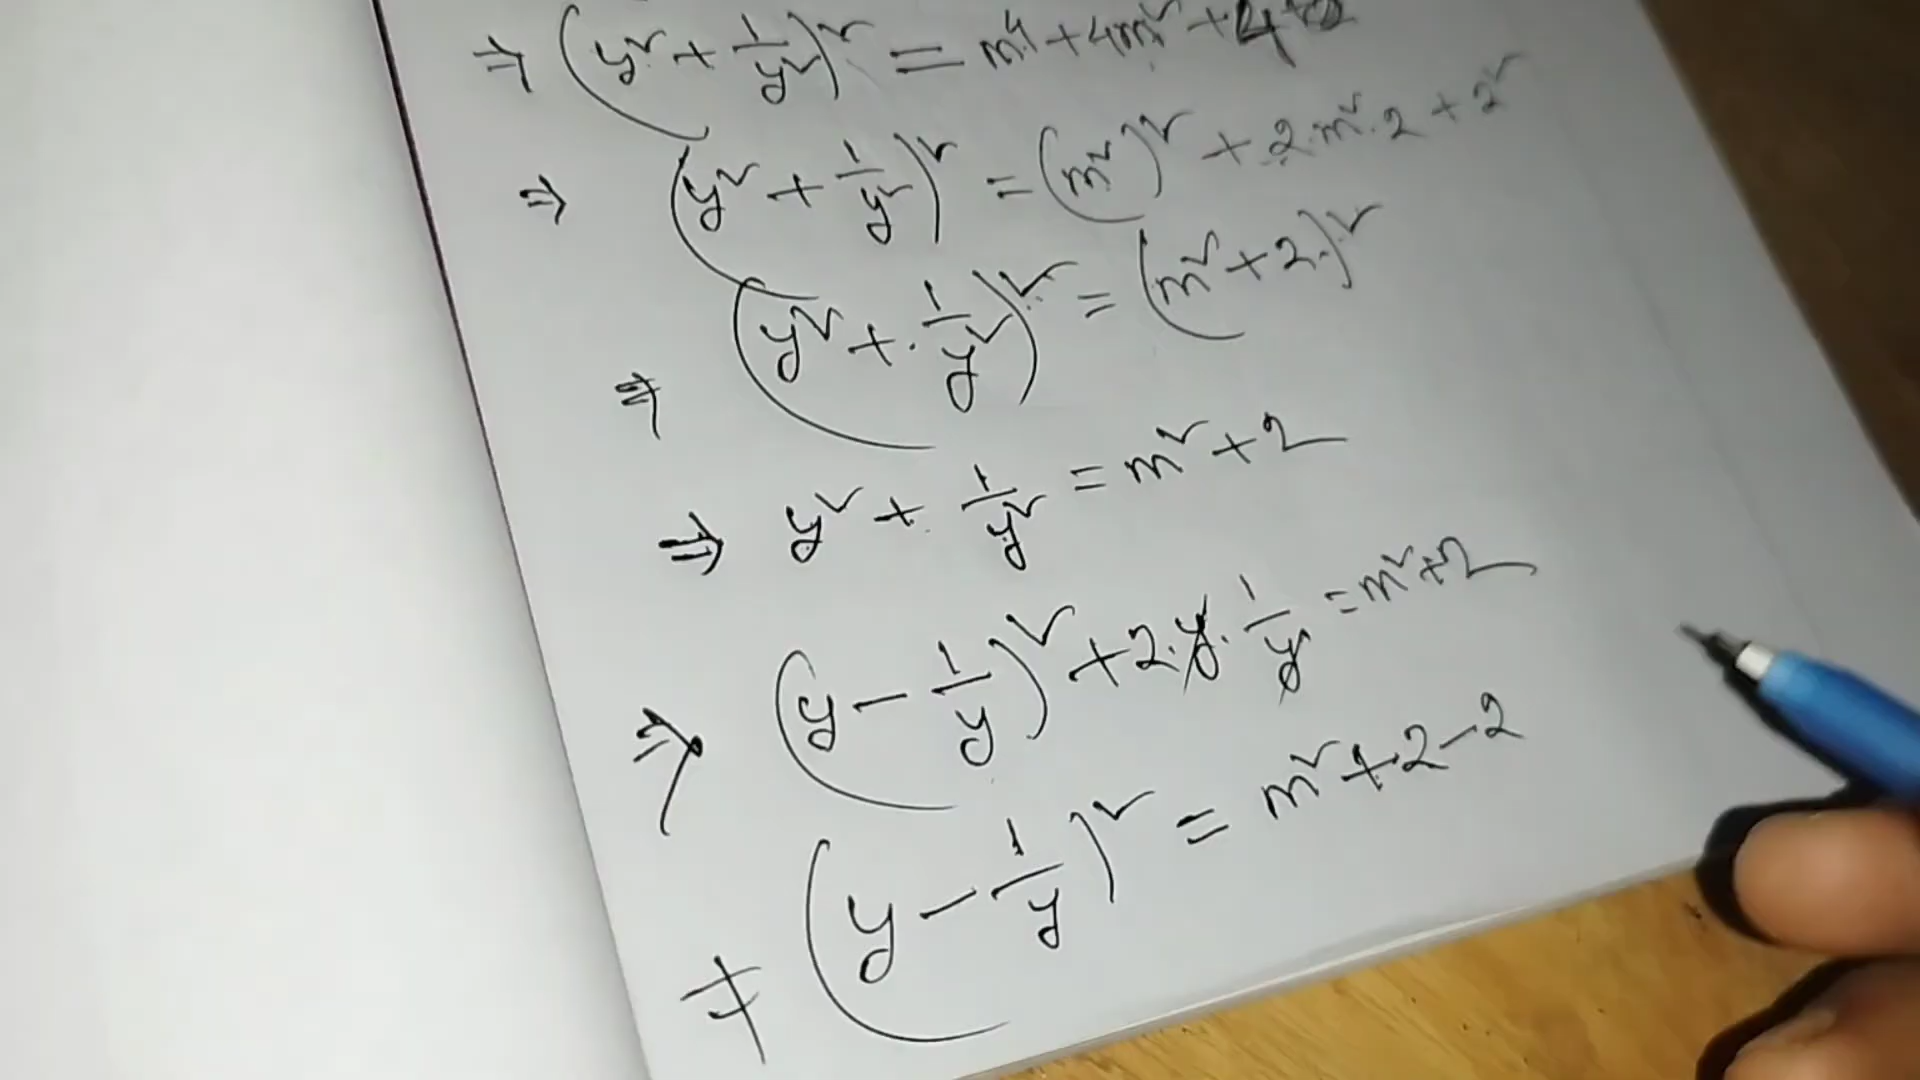 ⇒ (y² + 1/y²)² = m⁴ + 4m² + 4
⇒ (y² + 1/y²)² = (m²)² + 2.m².2 + 2²
⇒ (y² + 1/y²)² = (m² + 2)²
⇒ y² + 1/y² = m² + 2
⇒ (y - 1/y)² + 2.y.1/y = m² + 2
⇒ (y - 1/y)² = m² + 2 - 2